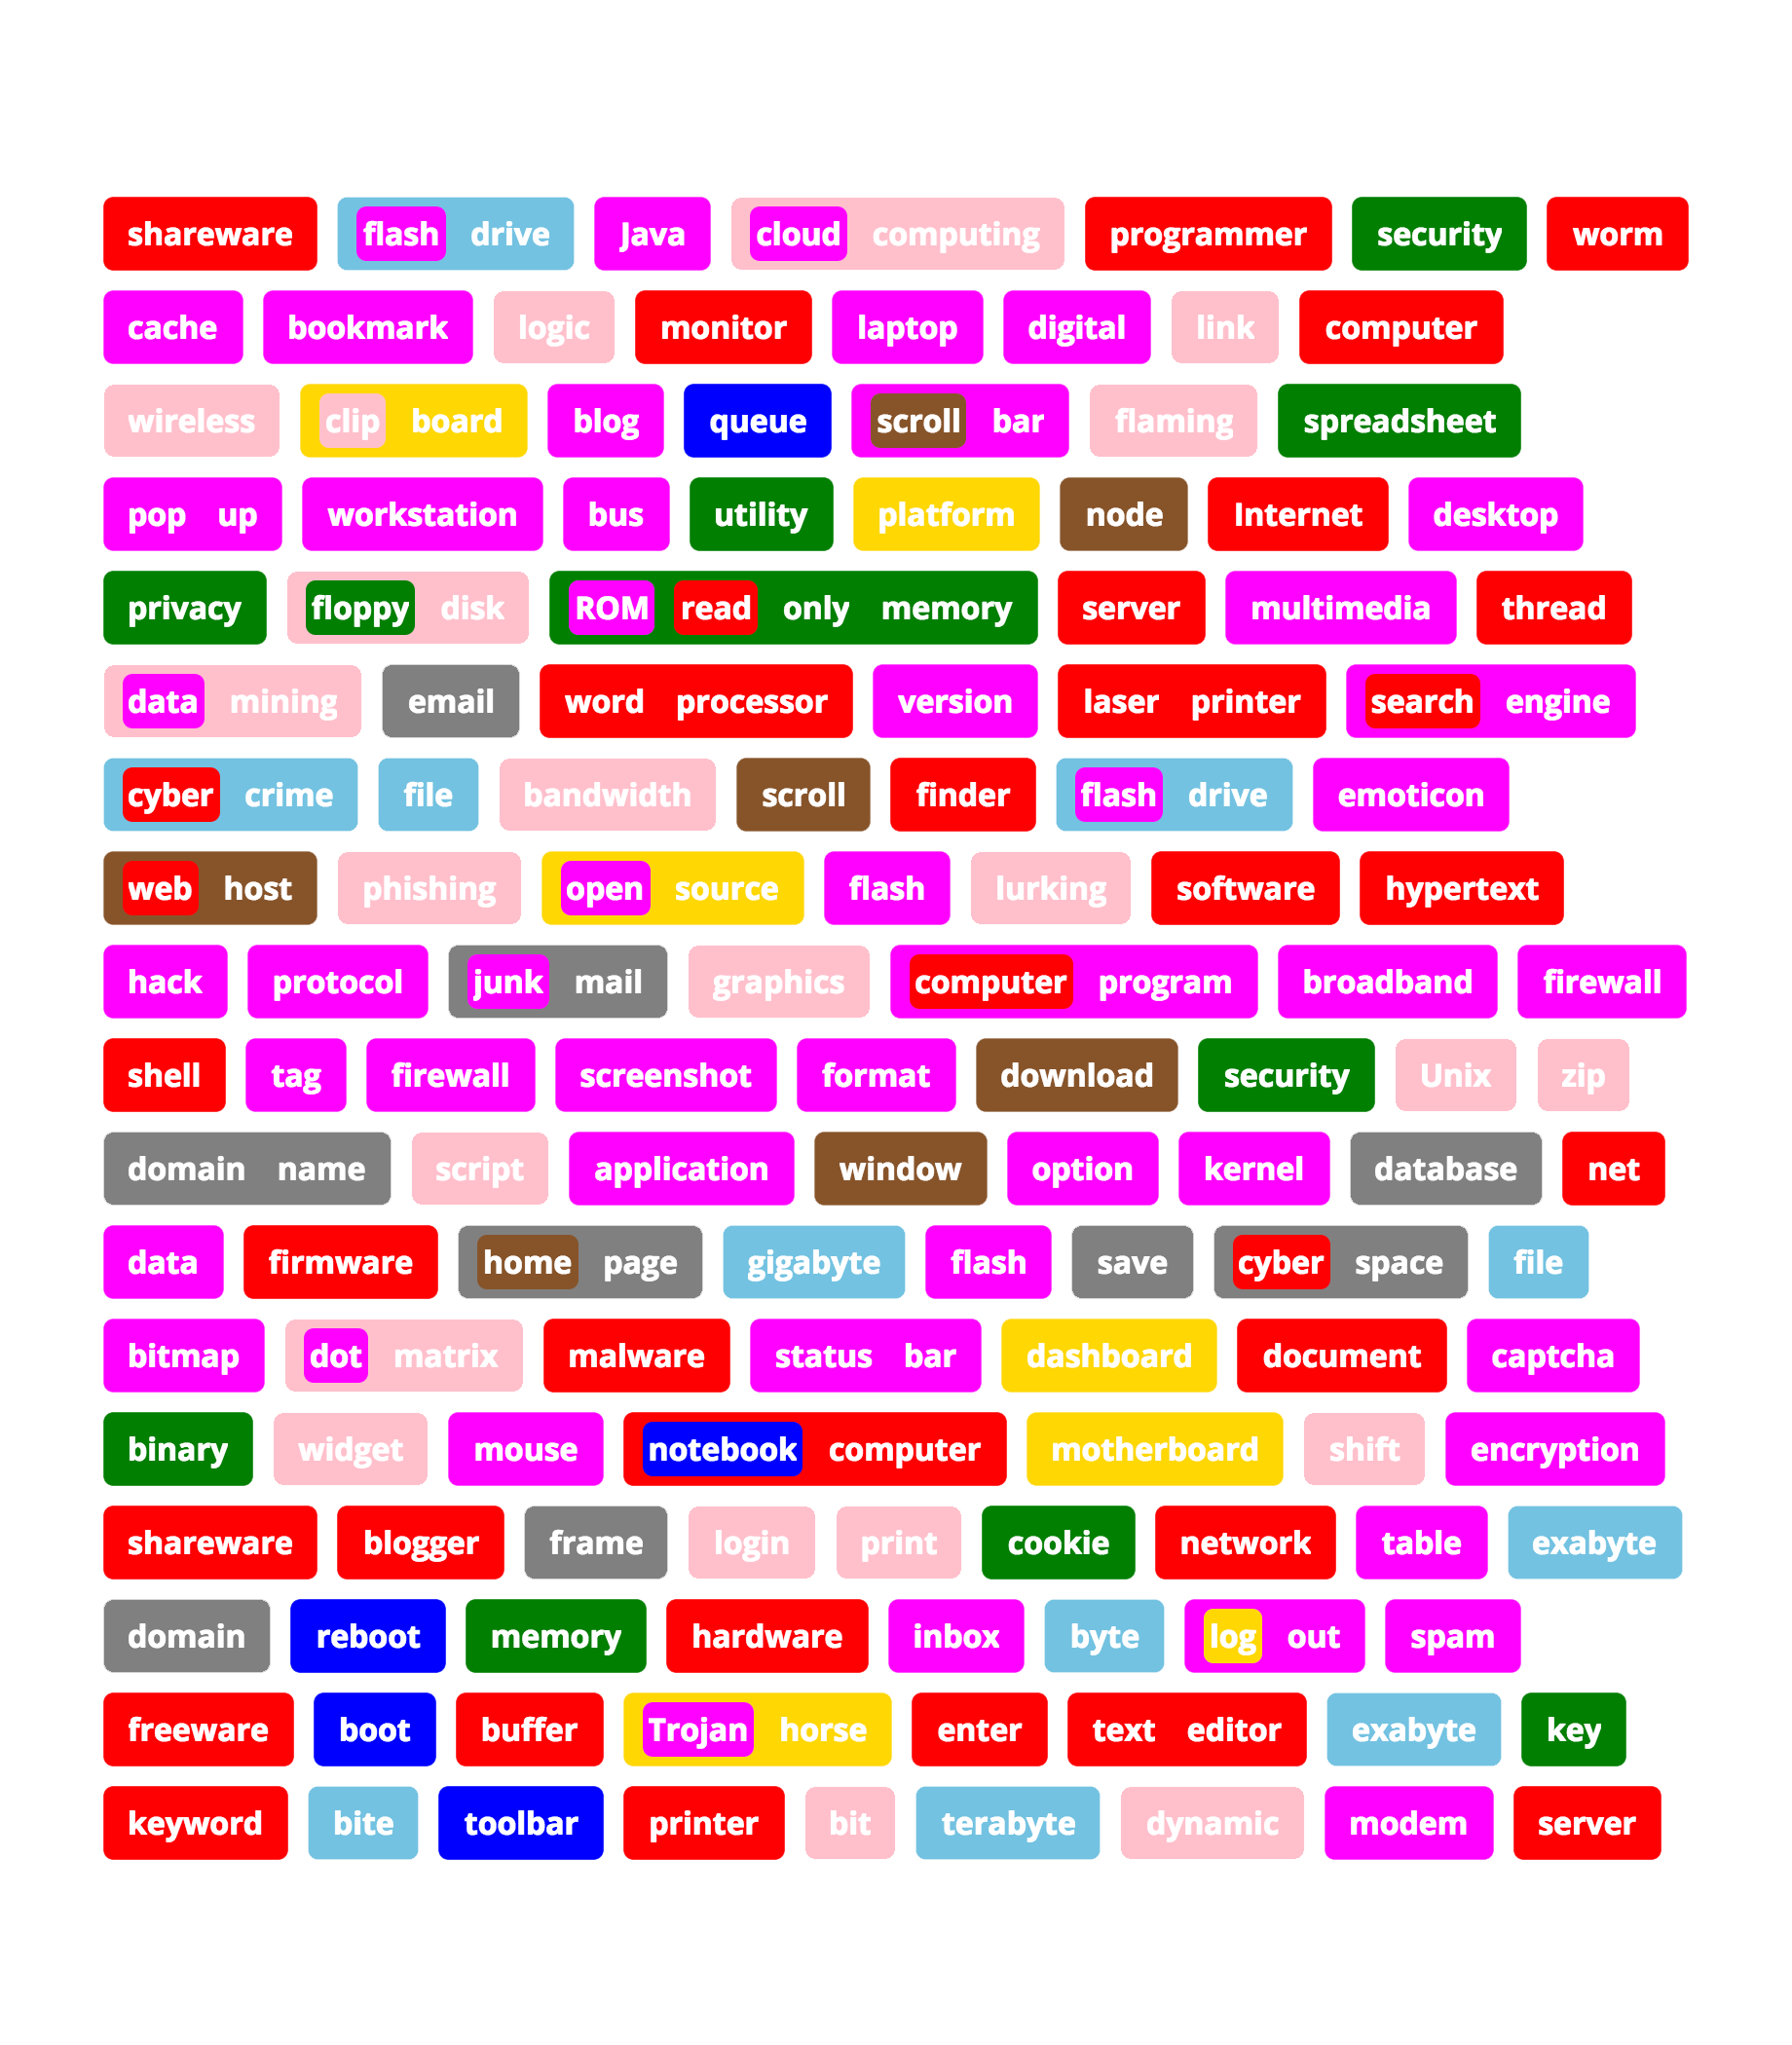 shareware flash drive Java cloud computing programmer security worm
cache bookmark logic monitor laptop digital link computer
wireless clip board blog queue scroll bar flaming spreadsheet
pop up workstation bus utility platform node Internet desktop
privacy floppy disk ROM read only memory server multimedia thread
data mining email word processor version laser printer search engine
cyber crime file bandwidth scroll finder flash drive emoticon
web host phishing open source flash lurking software hypertext
hack protocol junk mail graphics computer program broadband firewall
shell tag firewall screenshot format download security Unix zip
domain name script application window option kernel database net
data firmware home page gigabyte flash save cyber space file
bitmap dot matrix malware status bar dashboard document captcha
binary widget mouse notebook computer motherboard shift encryption
shareware blogger frame login print cookie network table exabyte
domain reboot memory hardware inbox byte log out spam
freeware boot buffer Trojan horse enter text editor exabyte key
keyword bite toolbar printer bit terabyte dynamic modem server